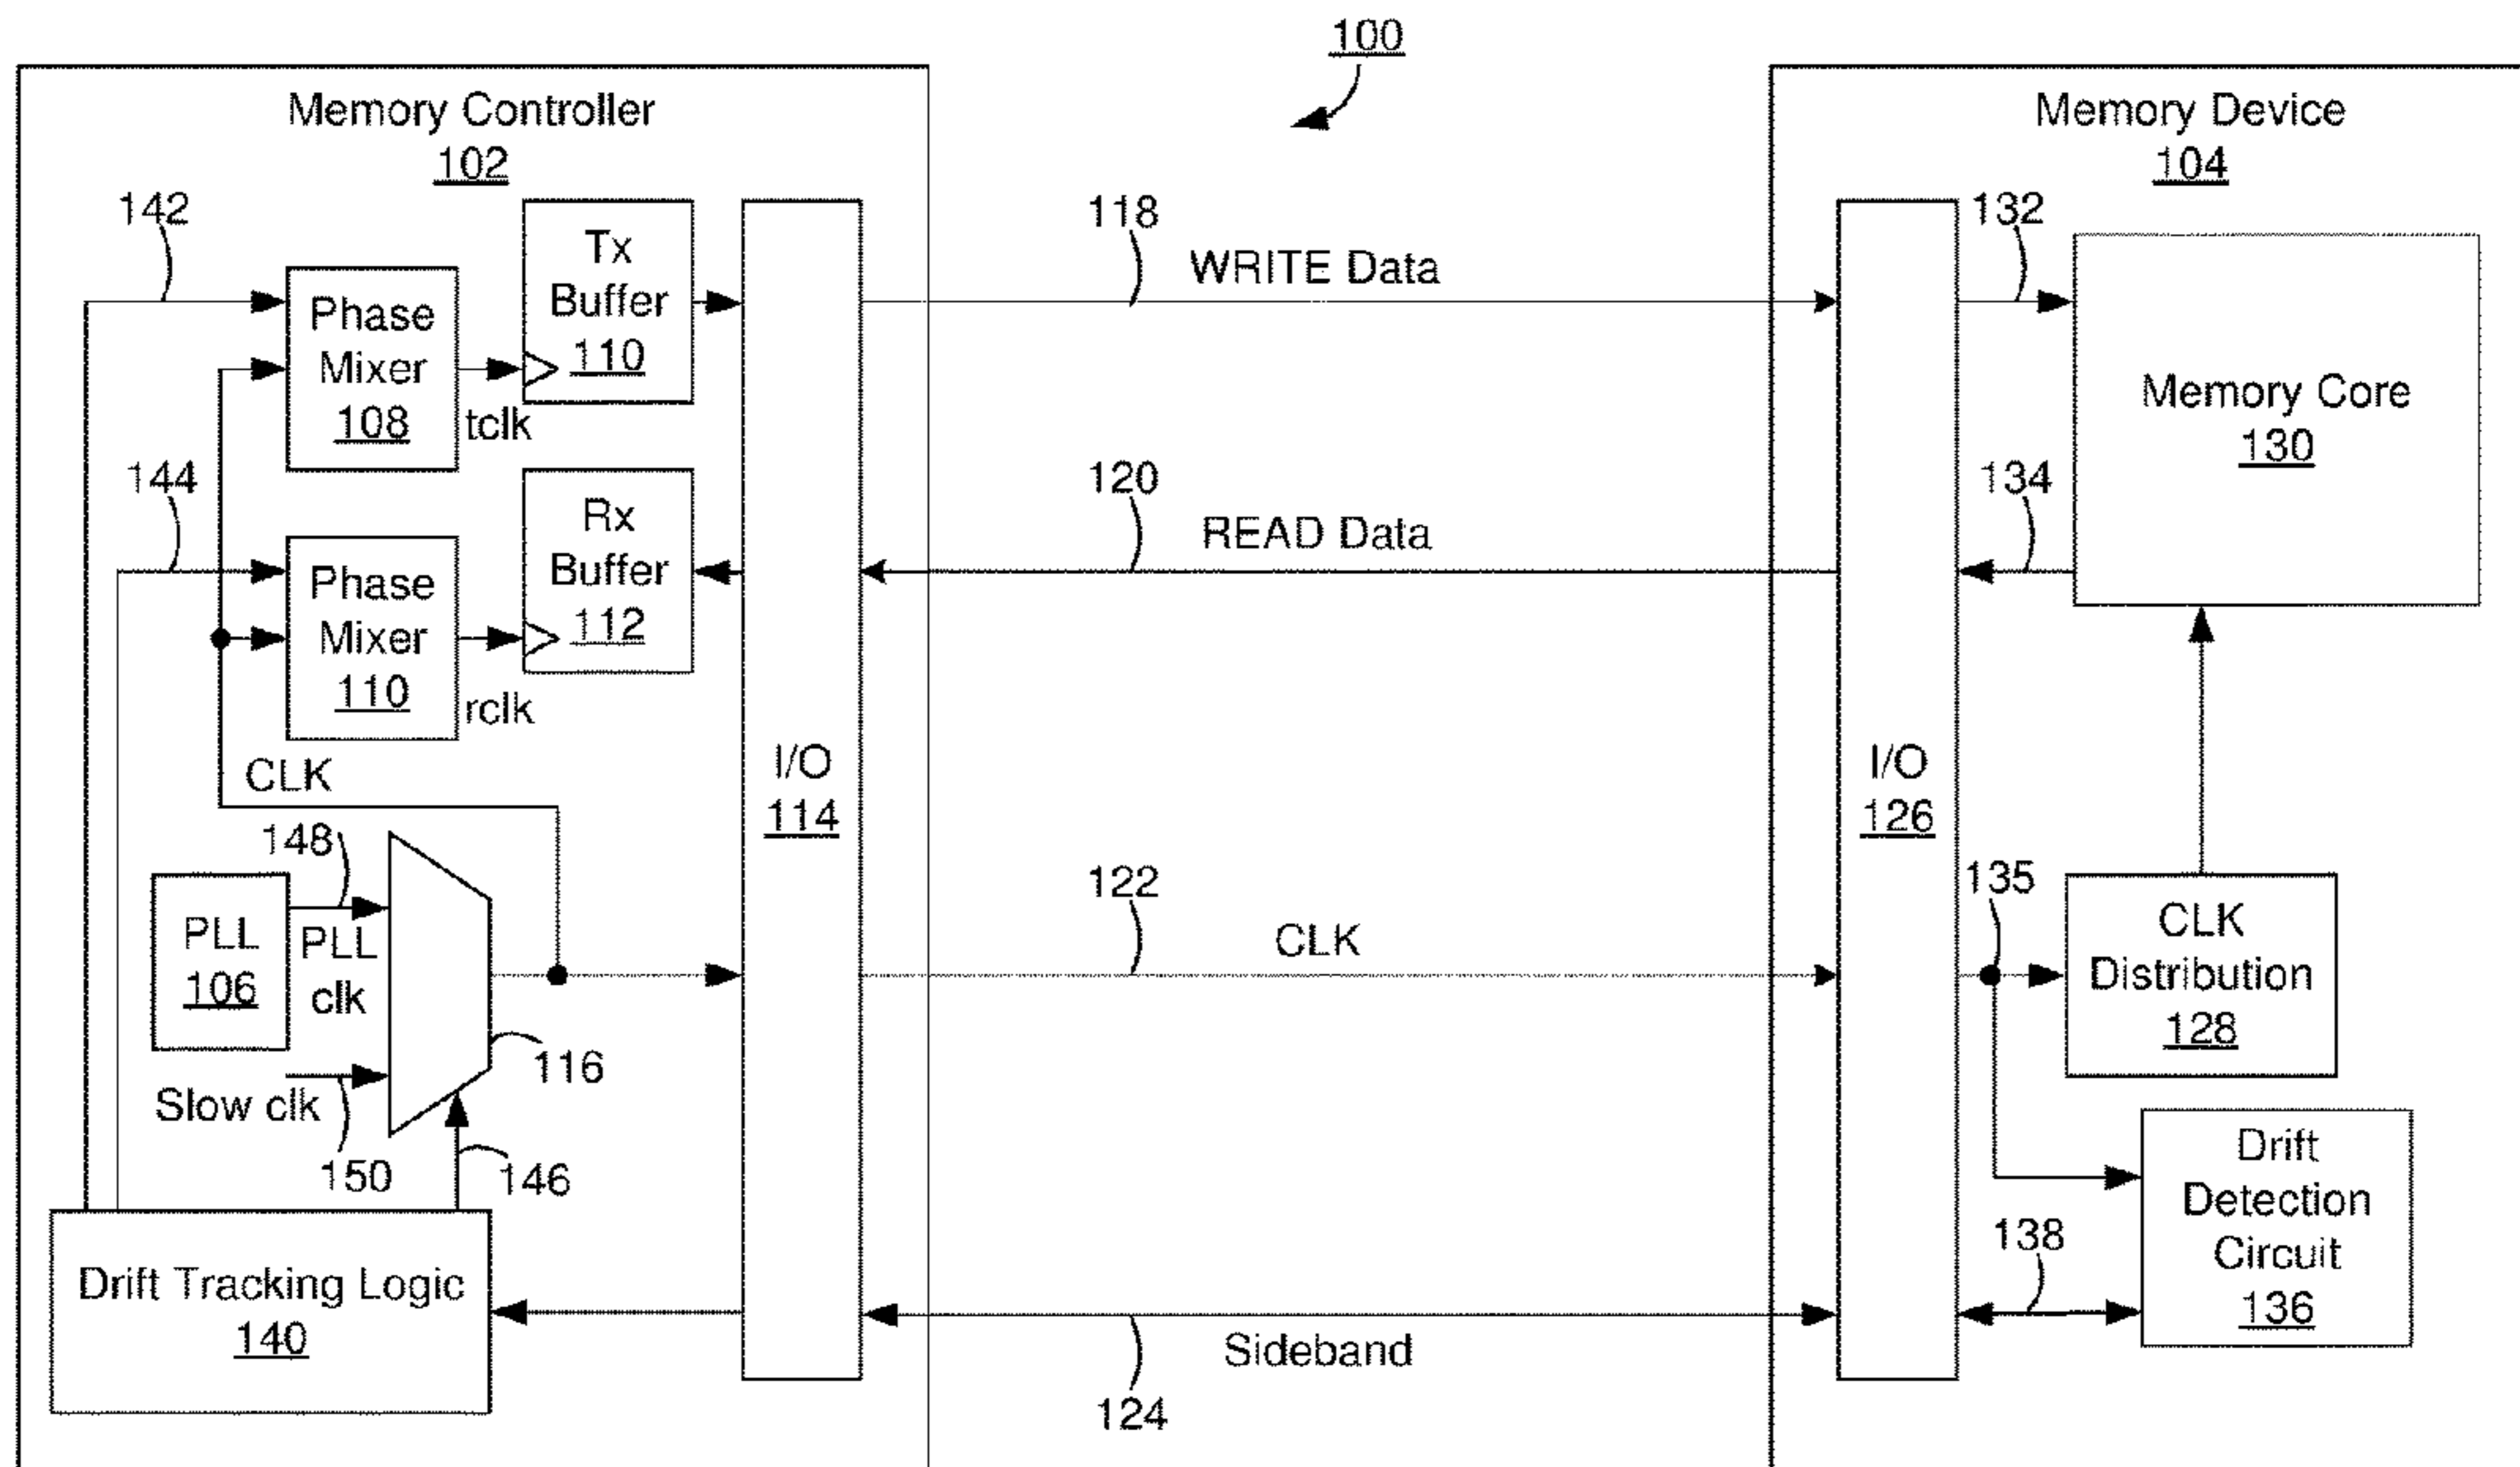 100
Memory Controller
102
Memory Device
104
142
Tx
Buffer
110
118
WRITE Data
132
Phase
Mixer
108
tclk
Memory Core
130
144
Rx
Buffer
112
120
READ Data
134
Phase
Mixer
110
rclk
CLK
I/O
114
I/O
126
148
PLL
106
PLL
clk
122
CLK
135
CLK
Distribution
128
116
Slow clk
150
146
Drift
Detection
Circuit
136
138
Drift Tracking Logic
140
Sideband
124